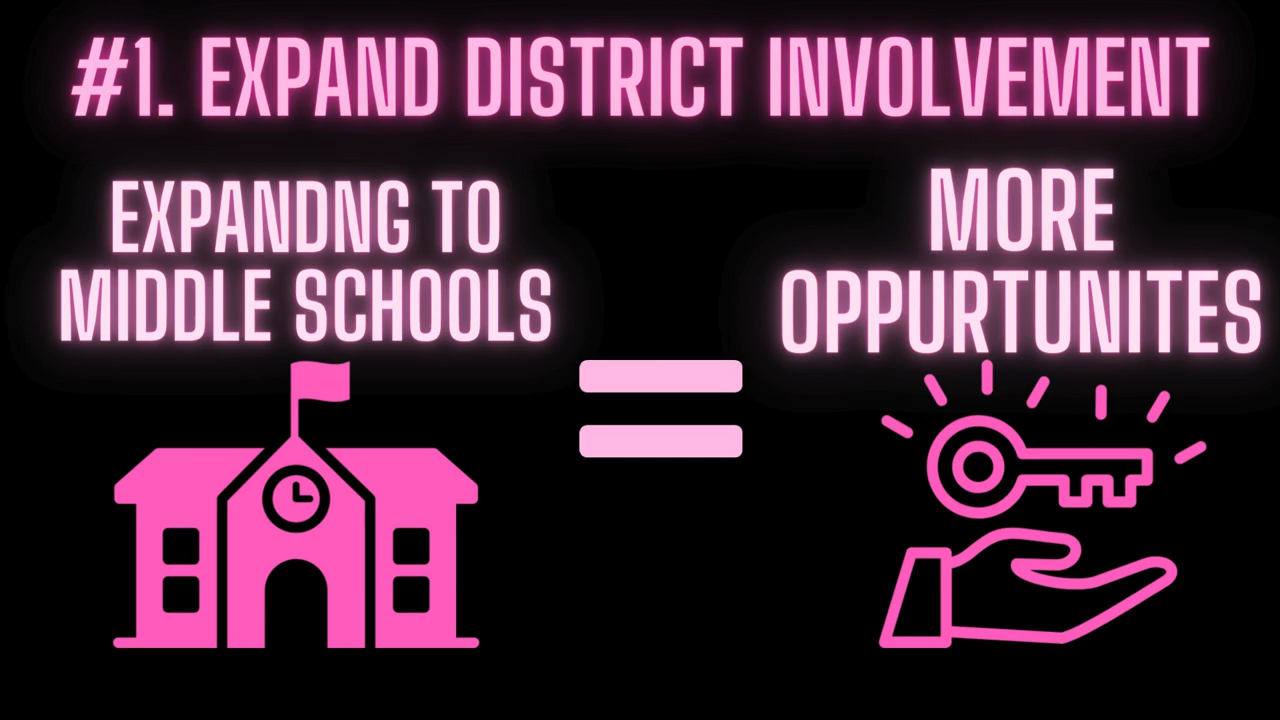 #1. EXPAND DISTRICT INVOLVEMENT
EXPANDNG TO
MIDDLE SCHOOLS
MORE
OPPURTUNITES